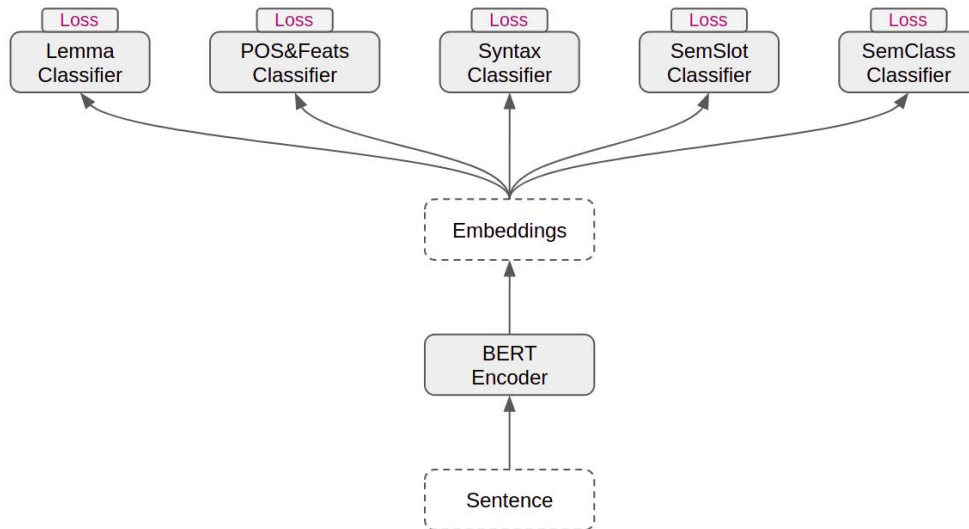 Loss
Loss
Loss
Loss
Loss
Lemma
Classifier
POS&Feats
Classifier
Syntax
Classifier
SemSlot
Classifier
SemClass
Classifier
Embeddings
BERT
Encoder
Sentence